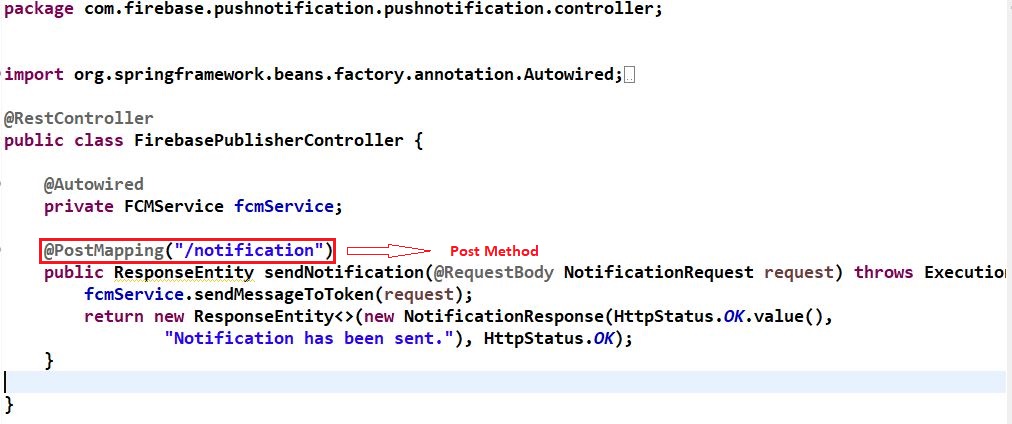 package com.firebase.pushnotification.pushnotification.controller;
import org.springframework.beans.factory.annotation.Autowired;
@RestController
public class FirebasePublisherController {
@Autowired
private FCMService fcmService;
@PostMapping("/notification") Post Method
public ResponseEntity sendNotification(@RequestBody NotificationRequest request) throws Execution
fcmService.sendMessageToToken(request);
return new ResponseEntity<>(new NotificationResponse(HttpStatus.OK.value(),
"Notification has been sent."), HttpStatus.OK);
}
}